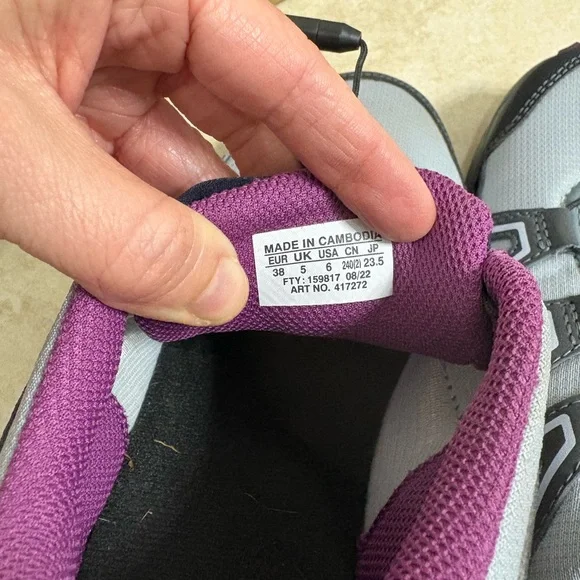 MADE IN CAMBODIA
EUR UK USA CN JP
38 5 6 240(2) 23.5
FTY: 159817 08/22
ART NO. 417272